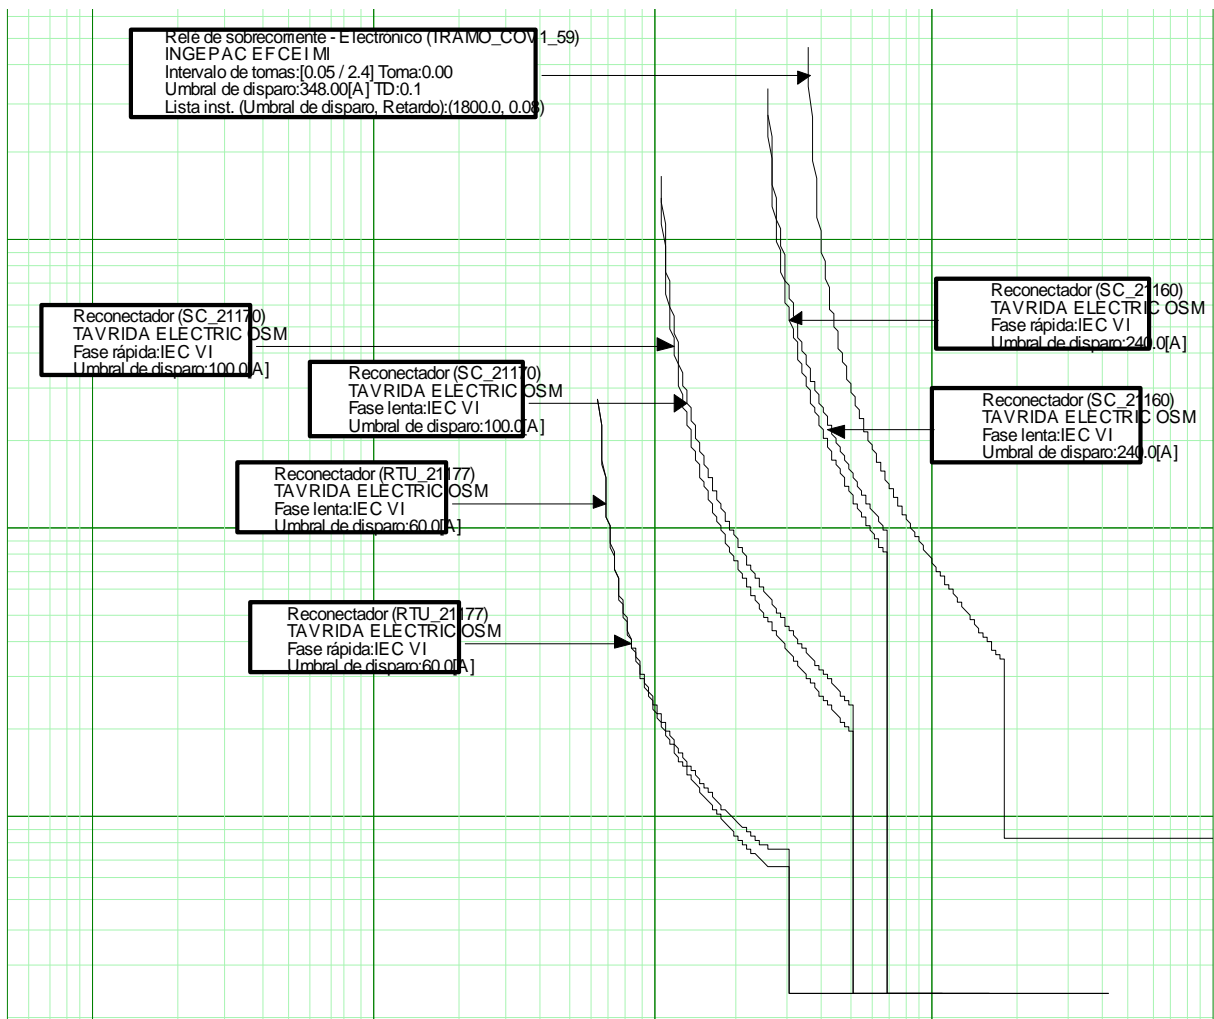 Rele de sobrecorriente - Electronico (TRAMO_COV1_59)
INGEPAC EFCEIMI
Intervalo de tomas:[0.05 / 2.4] Toma:0.00
Umbral de disparo:348.00[A] TD:0.1
Lista inst. (Umbral de disparo, Retardo):(1800.0, 0.08)
Reconectador (SC_21160)
TAVRIDA ELECTRIC OSM
Fase rápida:IEC VI
Umbral de disparo:240.0[A]
Reconectador (SC_21170)
TAVRIDA ELECTRIC OSM
Fase rápida:IEC VI
Umbral de disparo:100.0[A]
Reconectador (SC_21170)
TAVRIDA ELECTRIC OSM
Fase lenta:IEC VI
Umbral de disparo:100.0[A]
Reconectador (SC_21160)
TAVRIDA ELECTRIC OSM
Fase lenta:IEC VI
Umbral de disparo:240.0[A]
Reconectador (RTU_21177)
TAVRIDA ELECTRIC OSM
Fase lenta:IEC VI
Umbral de disparo:60.0[A]
Reconectador (RTU_21177)
TAVRIDA ELECTRIC OSM
Fase rápida:IEC VI
Umbral de disparo:60.0[A]